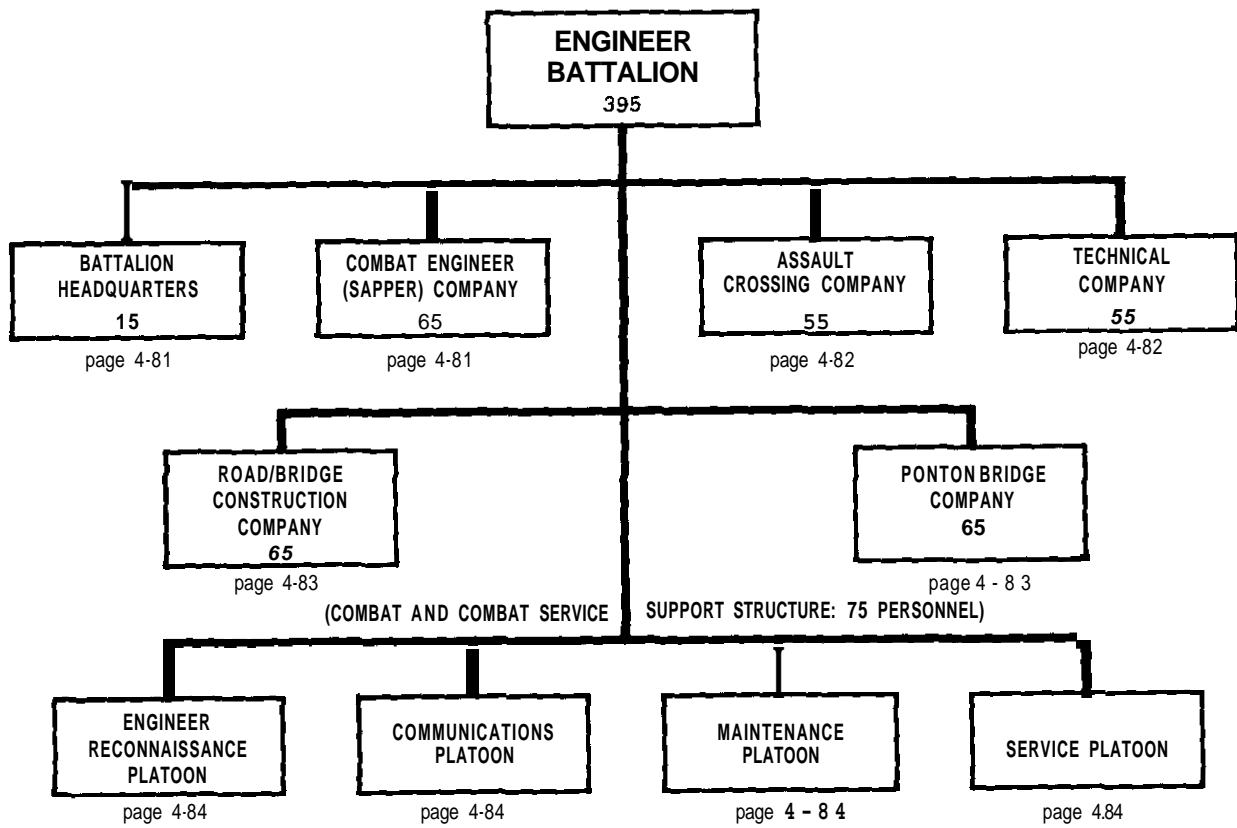 ENGINEER
BATTALION
395
BATTALION
HEADQUARTERS
15
page 4-81
COMBAT ENGINEER
(SAPPER) COMPANY
65
page 4-81
ASSAULT
CROSSING COMPANY
55
page 4-82
TECHNICAL
COMPANY
55
page 4-82
ROAD/BRIDGE
CONSTRUCTION
COMPANY
65
page 4-83
PONTON BRIDGE
COMPANY
65
page 4 - 8 3
(COMBAT AND COMBAT SERVICE SUPPORT STRUCTURE: 75 PERSONNEL)
ENGINEER
RECONNAISSANCE
PLATOON
page 4-84
COMMUNICATIONS
PLATOON
page 4-84
MAINTENANCE
PLATOON
page 4 - 8 4
SERVICE PLATOON
page 4.84